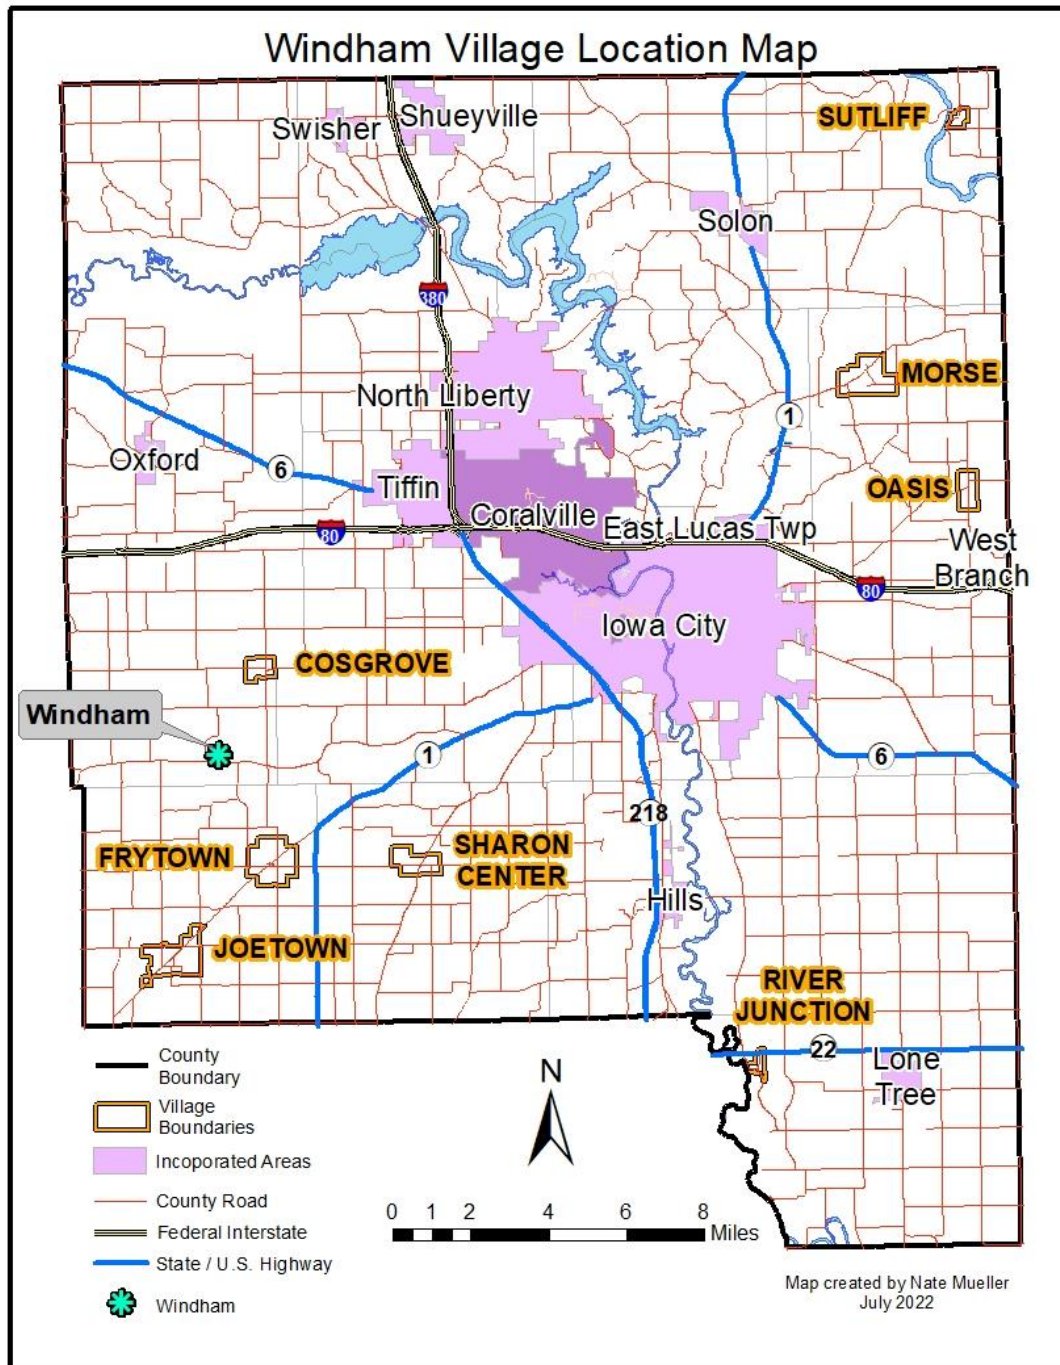 Windham Village Location Map
Swisher
Shueyville
SUTLIFF
Solon
380
North Liberty
MORSE
1
Oxford
6
Tiffin
OASIS
80
Coralville
East Lucas Twp
West
Branch
80
Iowa City
COSGROVE
Windham
1
6
218
FRYTOWN
SHARON
CENTER
Hills
JOETOWN
RIVER
JUNCTION
22
Lone
Tree
County
Boundary
Village
Boundaries
Incoporated Areas
County Road
Federal Interstate
State / U.S. Highway
Windham
N
0 1 2 4 6 8
Miles
Map created by Nate Mueller
July 2022